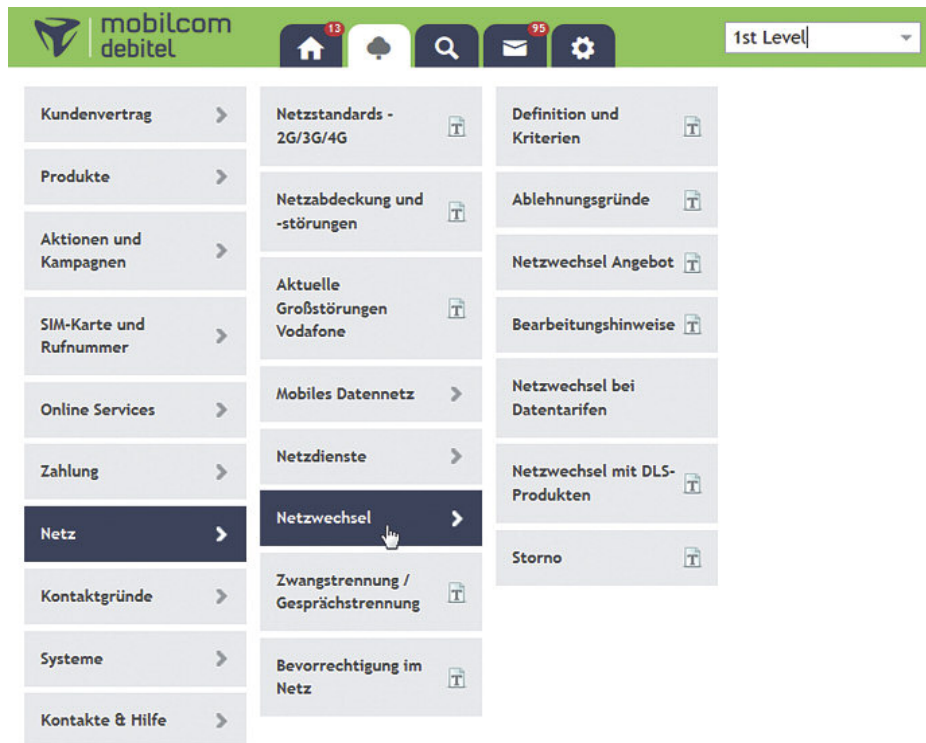 mobilcom
debitel
13
95
1st Level
Kundenvertrag
Produkte
Aktionen und
Kampagnen
SIM-Karte und
Rufnummer
Online Services
Zahlung
Netz
Kontaktgründe
Systeme
Kontakte & Hilfe
Netzstandards -
2G/3G/4G
Netzabdeckung und
-störungen
Aktuelle
Großstörungen
Vodafone
Mobiles Datennetz
Netzdienste
Netzwechsel
Zwangstrennung /
Gesprächstrennung
Bevorrechtigung im
Netz
Definition und
Kriterien
Ablehnungsgründe
Netzwechsel Angebot
Bearbeitungshinweise
Netzwechsel bei
Datentarifen
Netzwechsel mit DLS-
Produkten
Storno